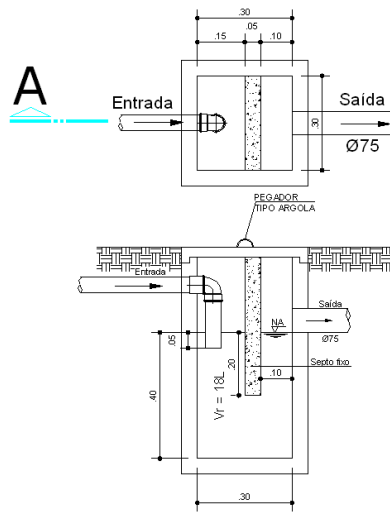 .30
.05
.15
.10
A
Entrada
Saída
.30
Ø75
PEGADOR
TIPO ARGOLA
Entrada
Saída
NA
Ø75
.05
.20
Septo fixo
.10
.40
Vr = 18L
.30